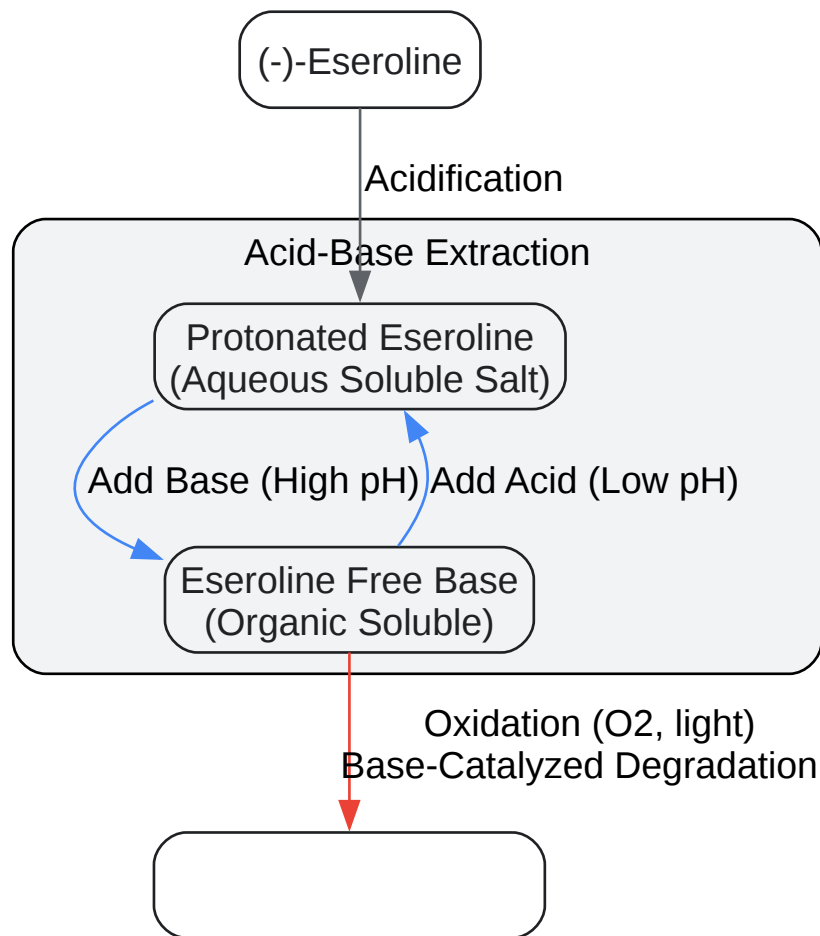 (-)-Eseroline
Acidification
Acid-Base Extraction
Protonated Eseroline
(Aqueous Soluble Salt)
Add Base (High pH)
Add Acid (Low pH)
Eseroline Free Base
(Organic Soluble)
Oxidation (O2, light)
Base-Catalyzed Degradation